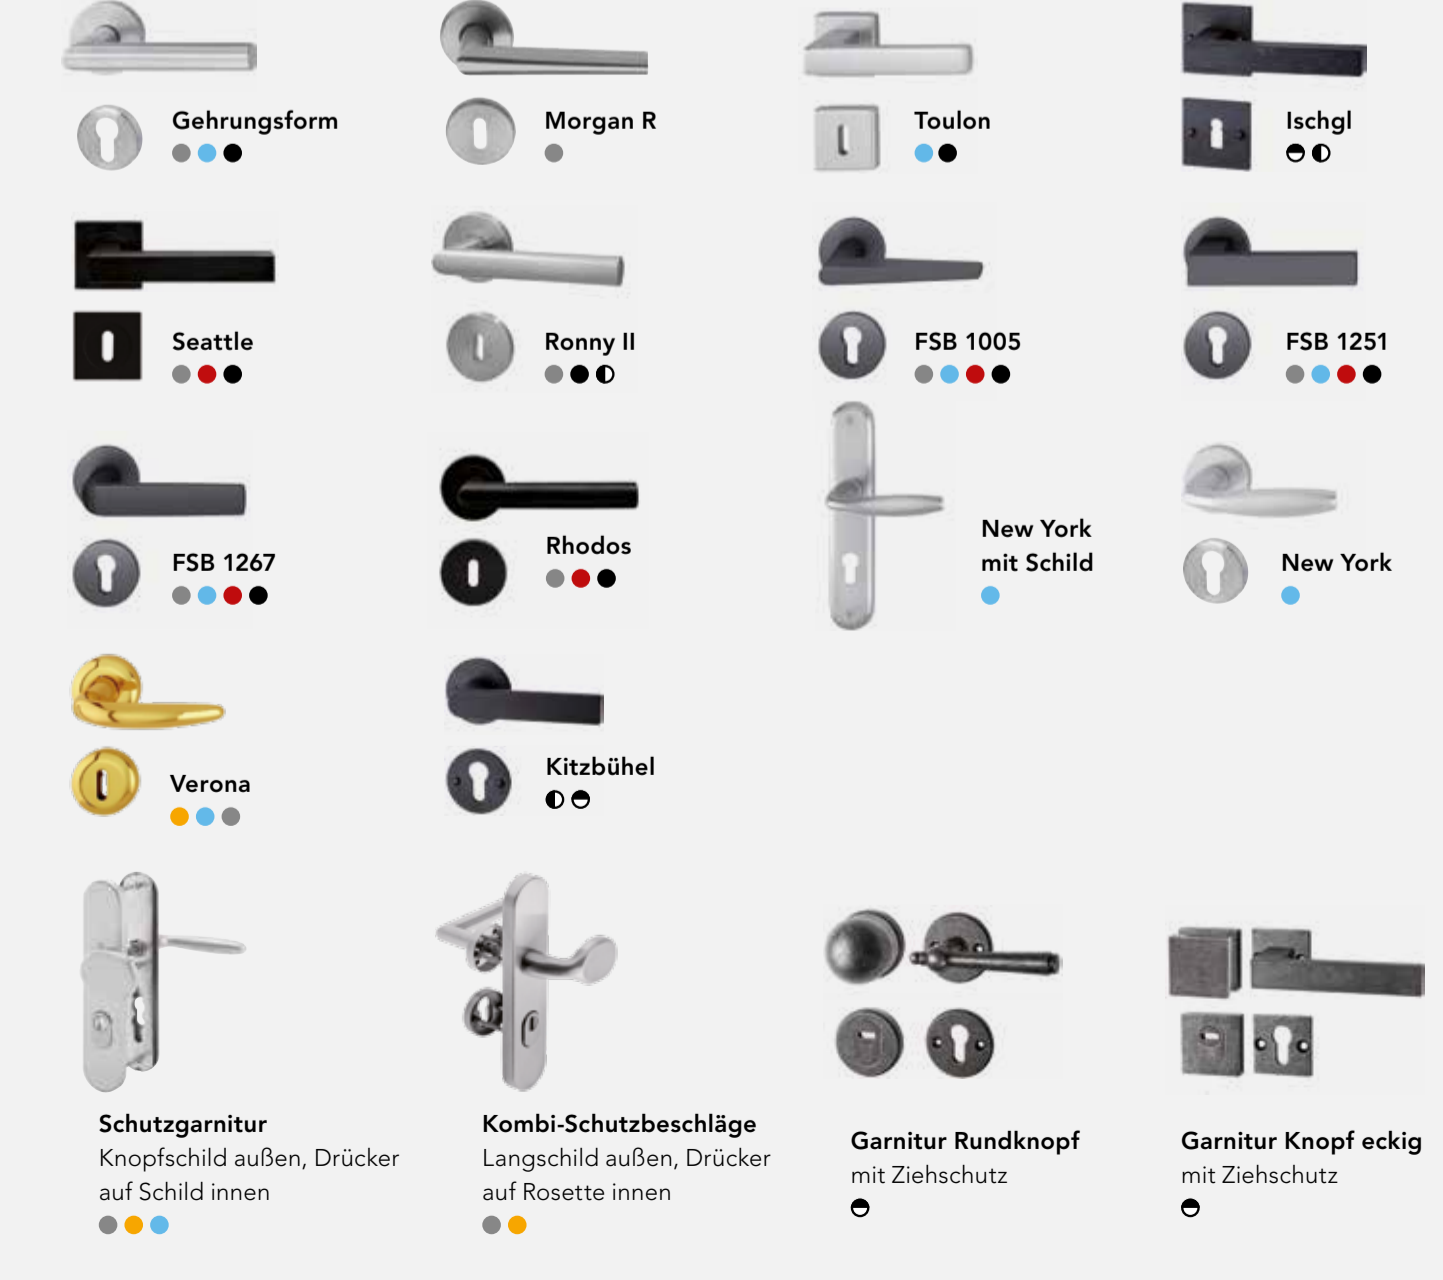 Gehrungsform
Morgan R
Toulon
Ischgl
Seattle
Ronny II
FSB 1005
FSB 1251
FSB 1267
Rhodos
New York
mit Schild
New York
Verona
Kitzbühel
Schutzgarnitur
Knopfschild außen, Drücker
auf Schild innen
Kombi-Schutzbeschläge
Langschild außen, Drücker
auf Rosette innen
Garnitur Rundknopf
mit Ziehschutz
Garnitur Knopf eckig
mit Ziehschutz